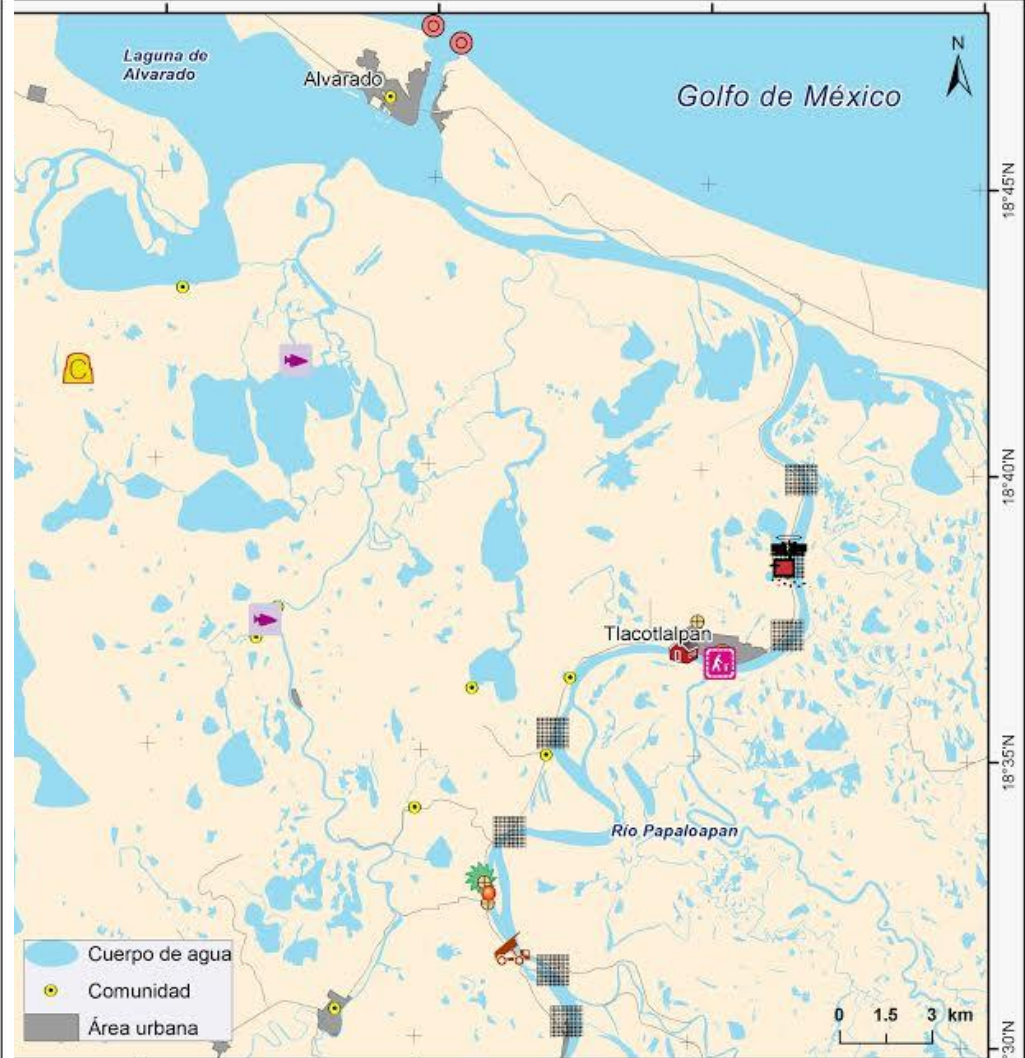 Laguna de
Alvarado
Alvarado
Golfo de México
N
18°45'N
C
18°40'N
Tlacotlalpan
18°35'N
Río Papaloapan
Cuerpo de agua
Comunidad
Área urbana
0 1.5 3 km
°30'N